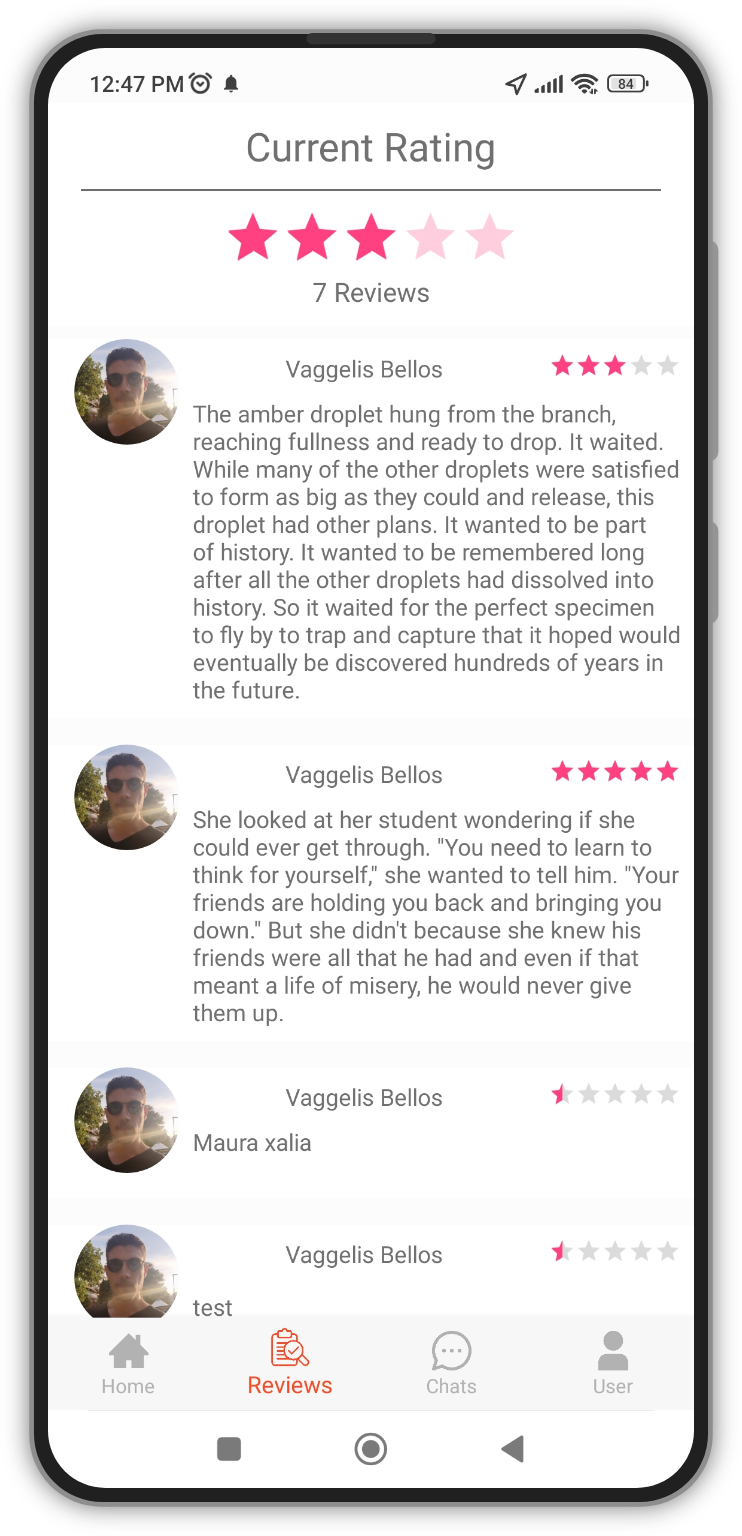 12:47 PM
84
Current Rating
7 Reviews
Vaggelis Bellos
The amber droplet hung from the branch,
reaching fullness and ready to drop. It waited.
While many of the other droplets were satisfied
to form as big as they could and release, this
droplet had other plans. It wanted to be part
of history. It wanted to be remembered long
after all the other droplets had dissolved into
history. So it waited for the perfect specimen
to fly by to trap and capture that it hoped would
eventually be discovered hundreds of years in
the future.
Vaggelis Bellos
She looked at her student wondering if she
could ever get through. "You need to learn to
think for yourself," she wanted to tell him. "Your
friends are holding you back and bringing you
down." But she didn't because she knew his
friends were all that he had and even if that
meant a life of misery, he would never give
them up.
Vaggelis Bellos
Maura xalia
Vaggelis Bellos
test
Home
Reviews
Chats
User